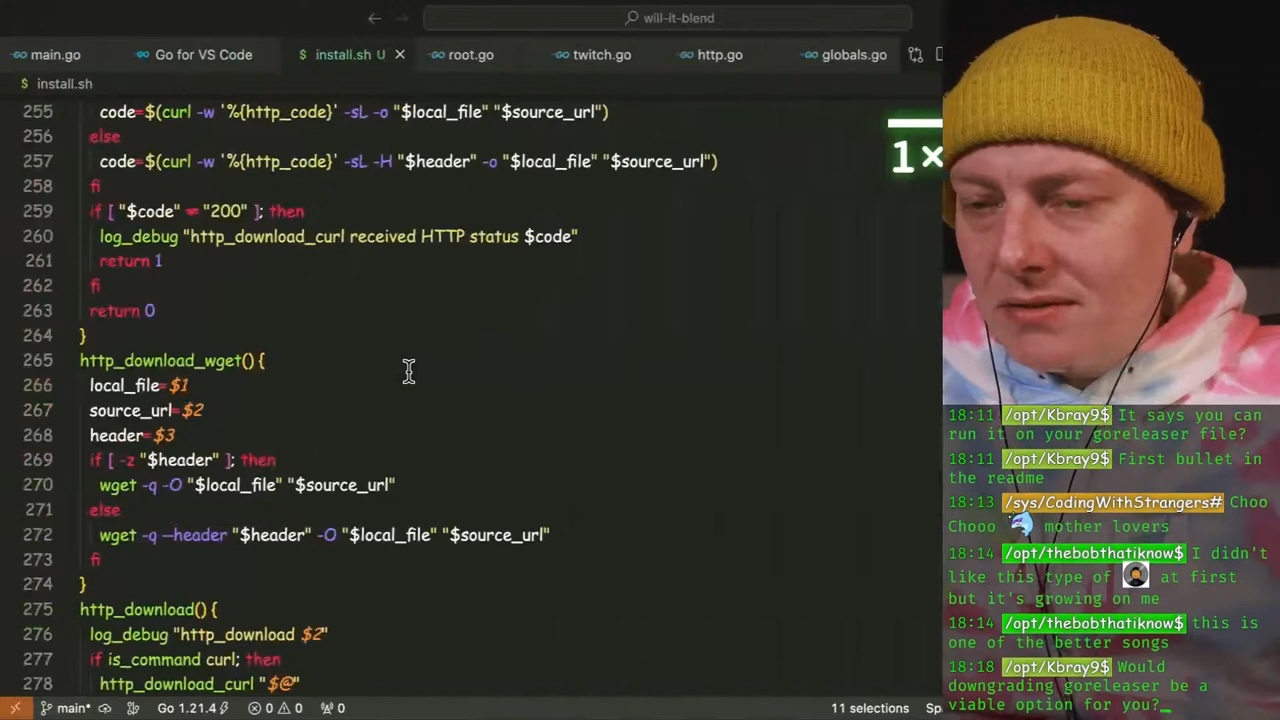 will-it-blend
main.go
Go for VS Code
install.sh U
root.go
twitch.go
http.go
globals.go
$ install.sh
255 code=$(curl -w '%{http_code}' -sL -o "$local_file" "$source_url")
256 else
257 code=$(curl -w '%{http_code}' -sL -H "$header" -o "$local_file" "$source_url")
258 fi
259 if [ "$code" != "200" ]; then
260 log_debug "http_download_curl received HTTP status $code"
261 return 1
262 fi
263 return 0
264 }
265 http_download_wget() {
266 local_file=$1
267 source_url=$2
268 header=$3
269 if [ -z "$header" ]; then
270 wget -q -O "$local_file" "$source_url"
271 else
272 wget -q --header "$header" -O "$local_file" "$source_url"
273 fi
274 }
275 http_download() {
276 log_debug "http_download $2"
277 if is_command curl; then
278 http_download_curl "$@"
main*
Go 1.21.4
0
0
0
11 selections
Spa
1×
18:11 /opt/Kbray9$ It says you can
run it on your goreleaser file?
18:11 /opt/Kbray9$ First bullet in
the readme
18:13 /sys/CodingWithStrangers# Choo
Chooo mother lovers
18:14 /opt/thebobthatiknow$ I didn't
like this type of at first
but it's growing on me
18:14 /opt/thebobthatiknow$ this is
one of the better songs
18:18 /opt/Kbray9$ Would
downgrading goreleaser be a
viable option for you?_